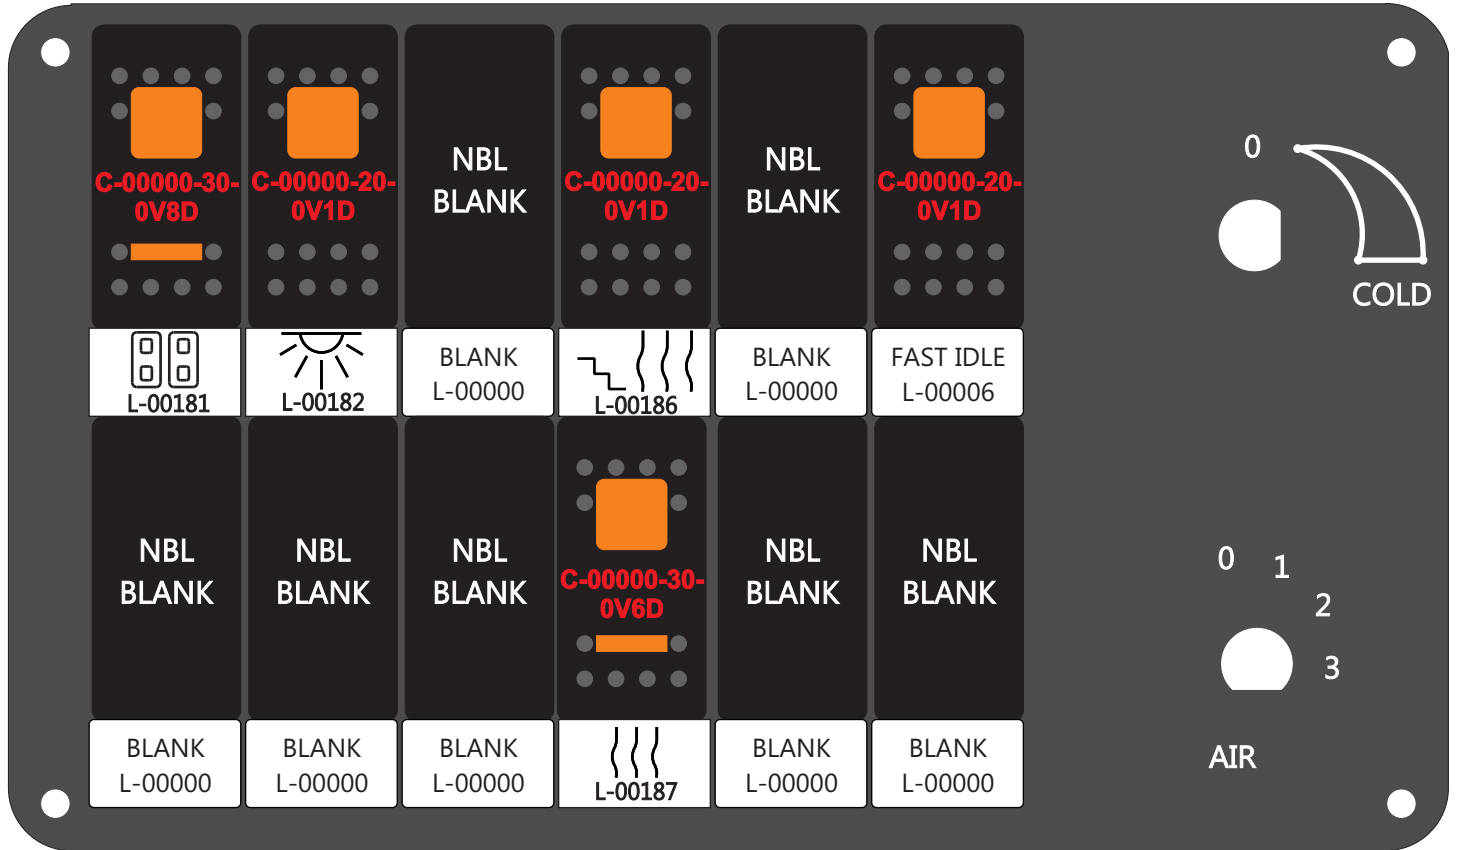 C-00000-30-
0V8D
C-00000-20-
0V1D
NBL
BLANK
C-00000-20-
0V1D
NBL
BLANK
C-00000-20-
0V1D
L-00181
L-00182
BLANK
L-00000
L-00186
BLANK
L-00000
FAST IDLE
L-00006
NBL
BLANK
NBL
BLANK
NBL
BLANK
C-00000-30-
0V6D
NBL
BLANK
NBL
BLANK
BLANK
L-00000
BLANK
L-00000
BLANK
L-00000
L-00187
BLANK
L-00000
BLANK
L-00000
0
COLD
0
1
2
3
AIR